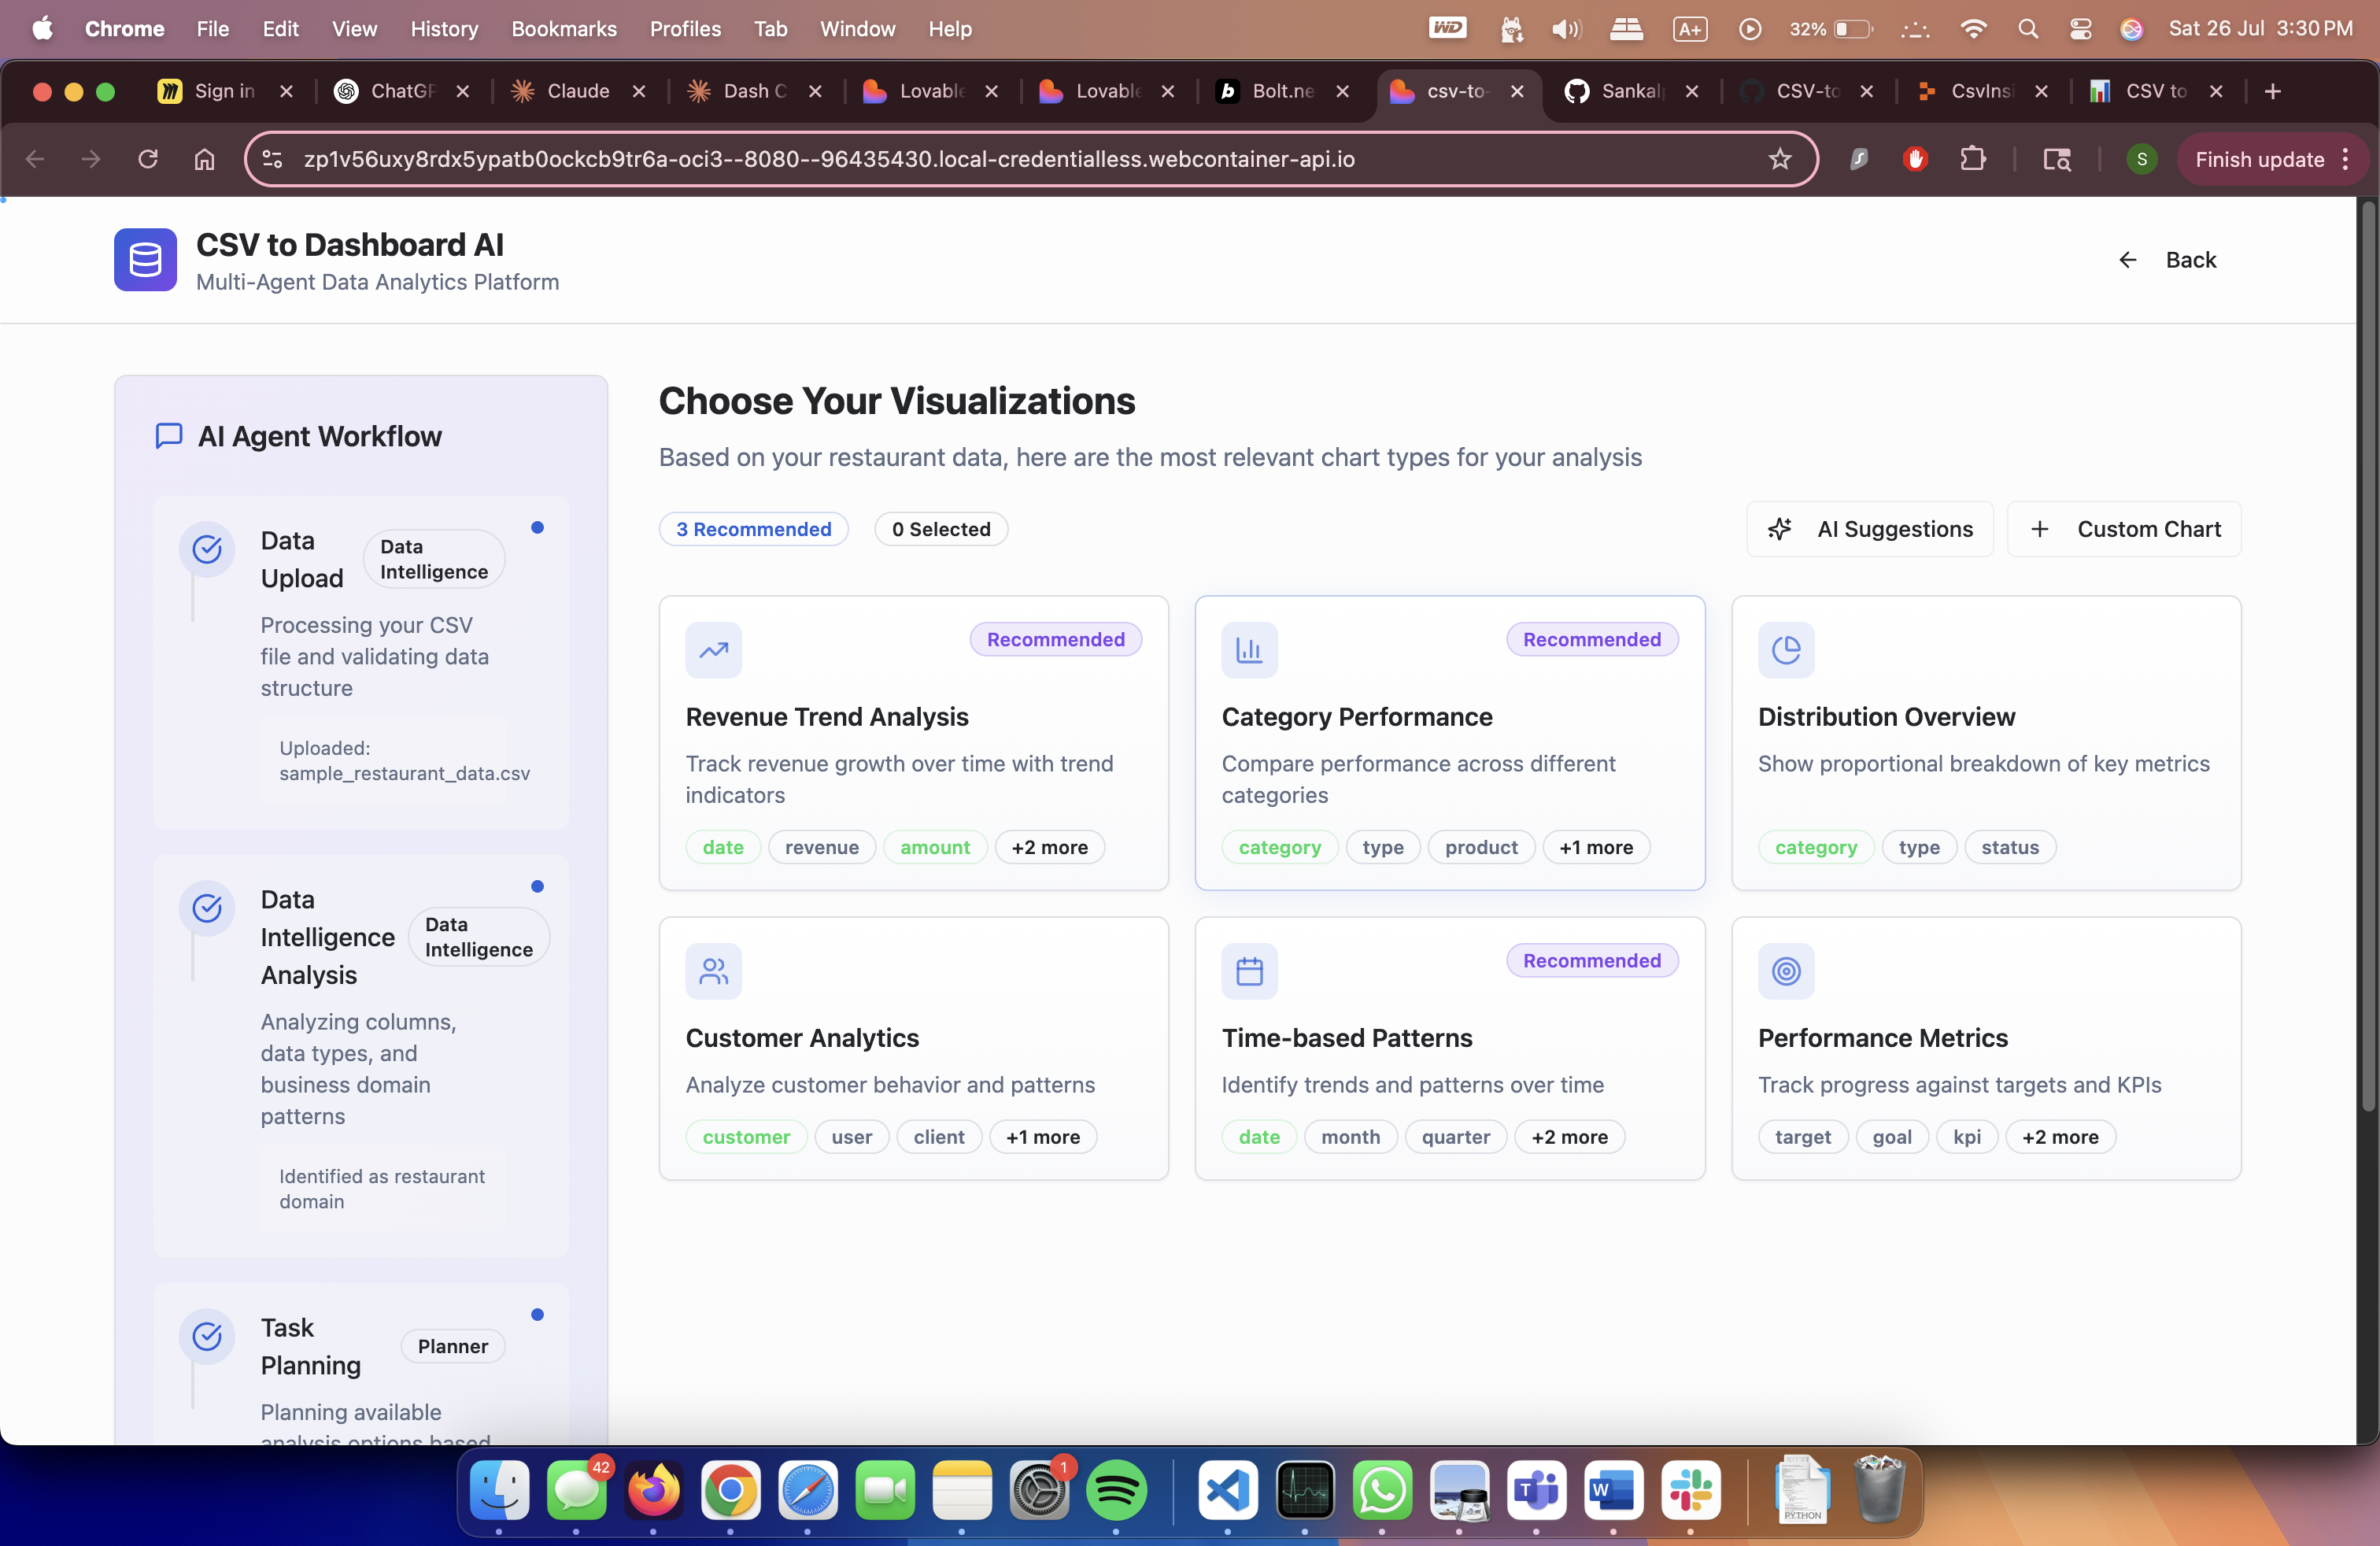 Chrome File Edit View History Bookmarks Profiles Tab Window Help
WD A+ 32% Sat 26 Jul 3:30 PM
Sign in ChatGP Claude Dash C Lovable Lovable Bolt.ne csv-to- Sankal CSV-to CsvInsi CSV to
zp1v56uxy8rdx5ypatb0ockcb9tr6a-oci3--8080--96435430.local-credentialless.webcontainer-api.io
S Finish update
CSV to Dashboard AI
Multi-Agent Data Analytics Platform
Back
AI Agent Workflow
Data
Upload
Data
Intelligence
Processing your CSV
file and validating data
structure
Uploaded:
sample_restaurant_data.csv
Data
Intelligence
Analysis
Data
Intelligence
Analyzing columns,
data types, and
business domain
patterns
Identified as restaurant
domain
Task
Planning
Planner
Planning available
analysis options based
Choose Your Visualizations
Based on your restaurant data, here are the most relevant chart types for your analysis
3 Recommended 0 Selected
AI Suggestions Custom Chart
Recommended
Revenue Trend Analysis
Track revenue growth over time with trend
indicators
date revenue amount +2 more
Recommended
Category Performance
Compare performance across different
categories
category type product +1 more
Distribution Overview
Show proportional breakdown of key metrics
category type status
Customer Analytics
Analyze customer behavior and patterns
customer user client +1 more
Recommended
Time-based Patterns
Identify trends and patterns over time
date month quarter +2 more
Performance Metrics
Track progress against targets and KPIs
target goal kpi +2 more
42
1
T
W
PYTHON